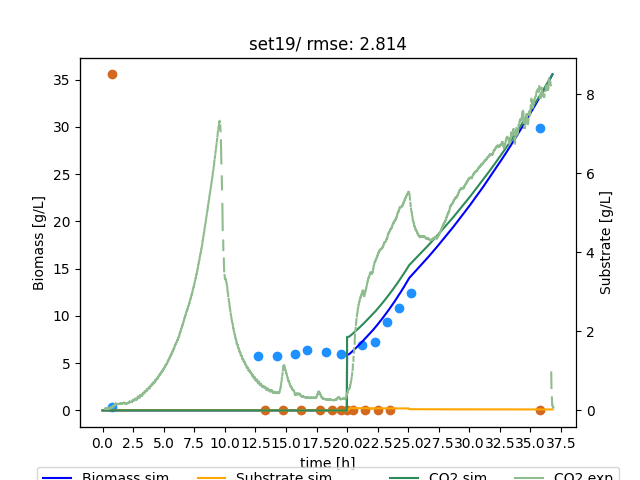 set19/ rmse: 2.814
Biomass [g/L]
35
30
25
20
15
10
5
0
8
6
4
2
0
Substrate [g/L]
0.0 2.5 5.0 7.5 10.0 12.5 15.0 17.5 20.0 22.5 25.0 27.5 30.0 32.5 35.0 37.5
time [h]
Biomass sim Substrate sim CO2 sim CO2 exp